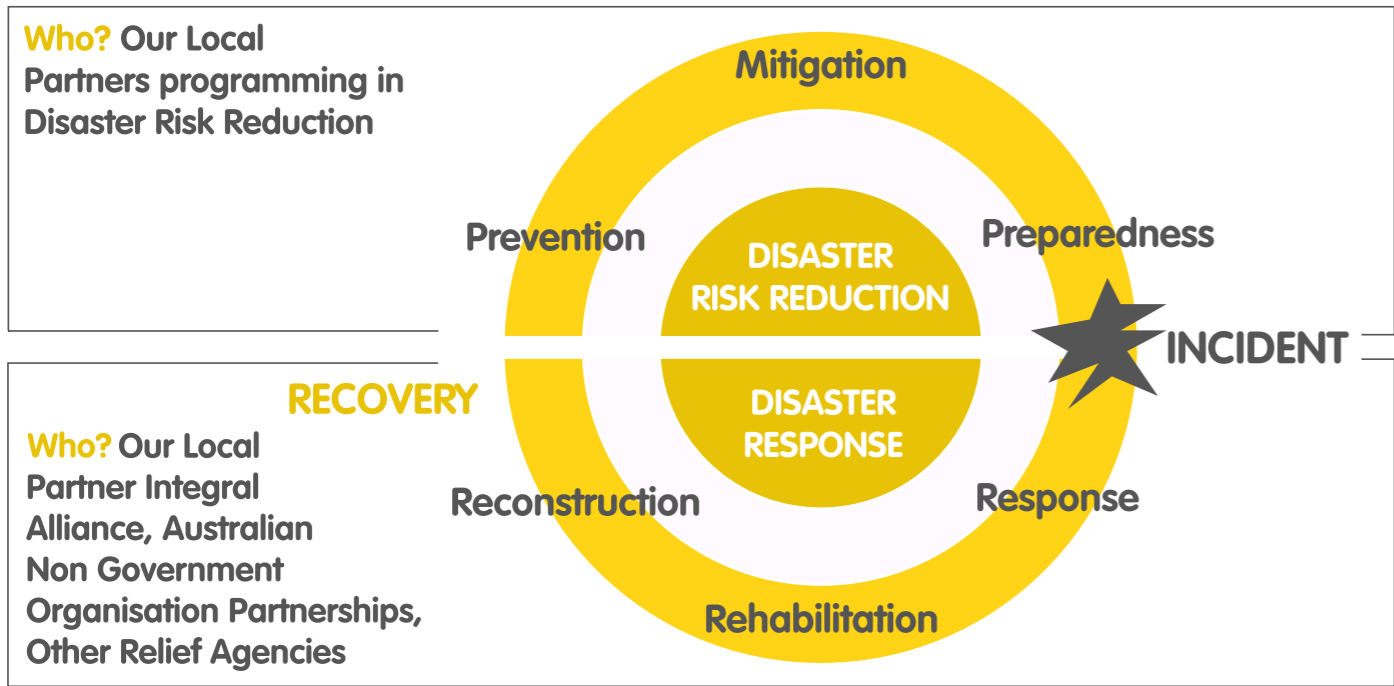 Who? Our Local
Partners programming in
Disaster Risk Reduction
Mitigation
Prevention
Preparedness
DISASTER
RISK REDUCTION
INCIDENT
RECOVERY
DISASTER
RESPONSE
Who? Our Local
Partner Integral
Alliance, Australian
Non Government
Organisation Partnerships,
Other Relief Agencies
Reconstruction
Response
Rehabilitation